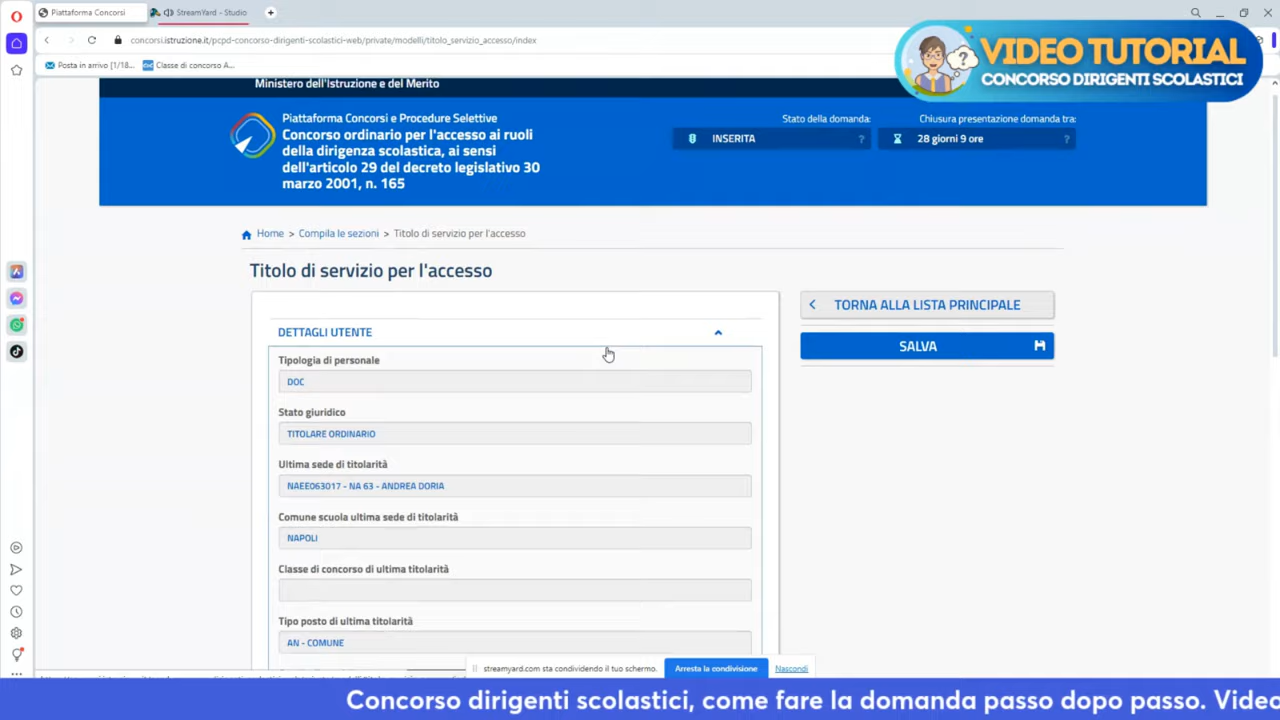 Piattaforma Concorsi
StreamYard - Studio
concorsi.istruzione.it/pcpd-concorso-dirigenti-scolastici-web/private/modelli/titolo_servizio_accesso/index
Posta in arrivo (1/18...
Classe di concorso A...
VIDEO TUTORIAL
CONCORSO DIRIGENTI SCOLASTICI
Ministero dell'Istruzione e del Merito
Piattaforma Concorsi e Procedure Selettive
Concorso ordinario per l'accesso ai ruoli
della dirigenza scolastica, ai sensi
dell'articolo 29 del decreto legislativo 30
marzo 2001, n. 165
Stato della domanda:
INSERITA ?
Chiusura presentazione domanda tra:
28 giorni 9 ore ?
Home > Compila le sezioni > Titolo di servizio per l'accesso
Titolo di servizio per l'accesso
TORNA ALLA LISTA PRINCIPALE
SALVA
DETTAGLI UTENTE
Tipologia di personale
DOC
Stato giuridico
TITOLARE ORDINARIO
Ultima sede di titolarità
NAEE063017 - NA 63 - ANDREA DORIA
Comune scuola ultima sede di titolarità
NAPOLI
Classe di concorso di ultima titolarità
Tipo posto di ultima titolarità
AN - COMUNE
streamyard.com sta condividendo il tuo schermo.
Arresta la condivisione
Nascondi
Concorso dirigenti scolastici, come fare la domanda passo dopo passo. Video